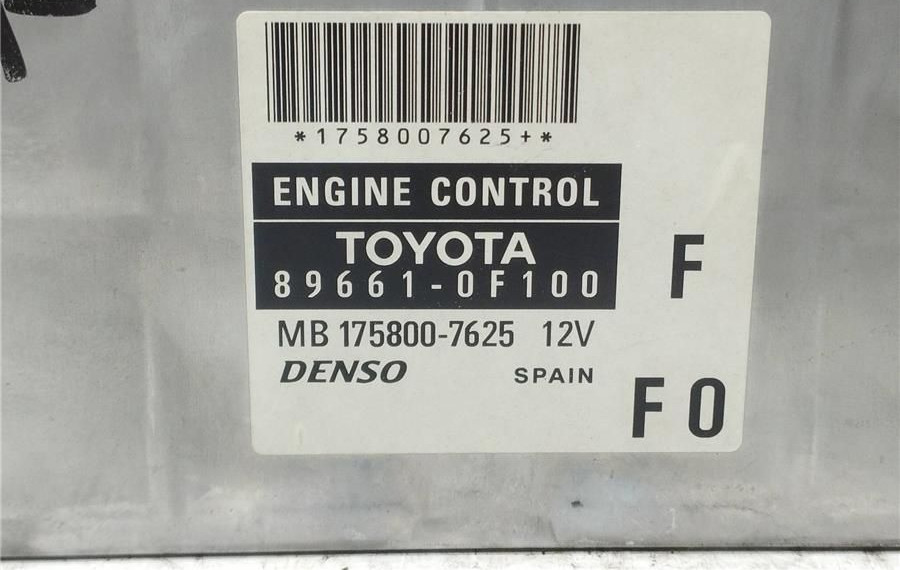 *1758007625+*
ENGINE CONTROL
TOYOTA
89661-0F100
F
MB 175800-7625 12V
DENSO SPAIN
F0